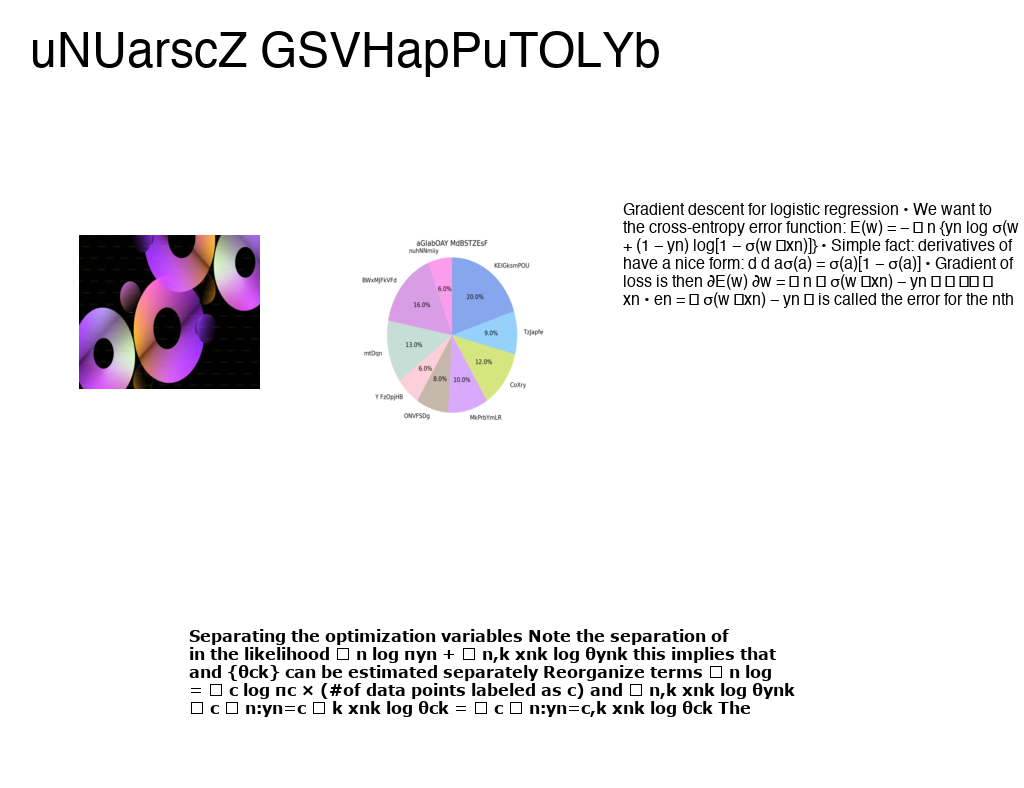 uNUarscZ GSVHapPuTOLYb
aGlabOAY MdBSTZEsF
nuhNNmiiy
KEIGksmPOU
BWxMJFkVFd
6.0%
20.0%
16.0%
9.0%
TzJapfe
13.0%
mtDqn
12.0%
6.0%
8.0%
10.0%
CoXry
Y FzOpjHB
ONVFSDg
MkPrbYmLR
Gradient descent for logistic regression • We want to
the cross-entropy error function: E(w) = − □ n {yn log σ(w
+ (1 − yn) log[1 − σ(w □xn)]} • Simple fact: derivatives of
have a nice form: d d aσ(a) = σ(a)[1 − σ(a)] • Gradient of
loss is then ∂E(w) ∂w = □ n □ σ(w □xn) − yn □ □ □□ □
xn • en = □ σ(w □xn) − yn □ is called the error for the nth
Separating the optimization variables Note the separation of
in the likelihood □ n log πyn + □ n,k xnk log θynk this implies that
and {θck} can be estimated separately Reorganize terms □ n log
= □ c log πc × (#of data points labeled as c) and □ n,k xnk log θynk
□ c □ n:yn=c □ k xnk log θck = □ c □ n:yn=c,k xnk log θck The